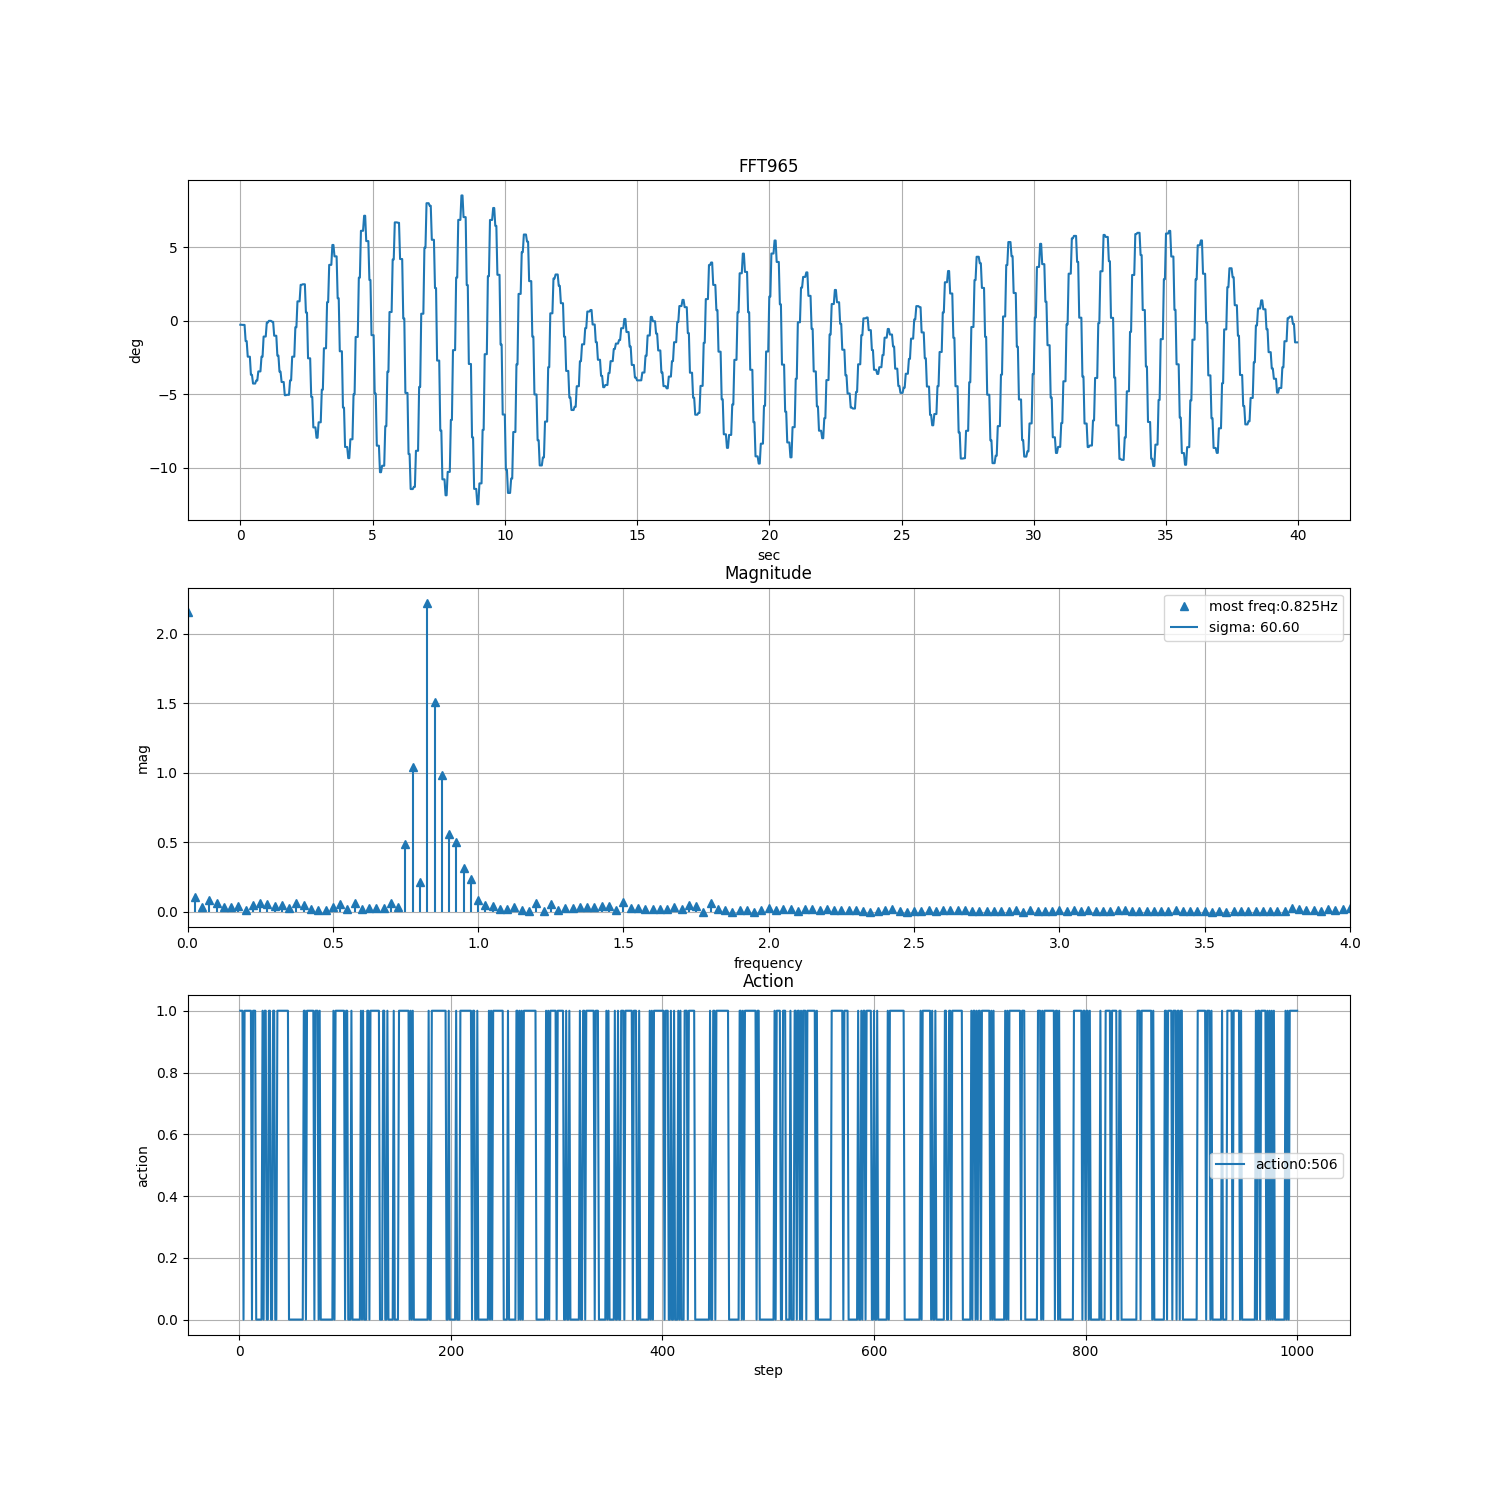 FFT965
deg
5
0
−5
−10
0 5 10 15 20 25 30 35 40
sec
Magnitude
mag
2.0
1.5
1.0
0.5
0.0
most freq:0.825Hz
sigma: 60.60
0.0 0.5 1.0 1.5 2.0 2.5 3.0 3.5 4.0
frequency
Action
action
1.0
0.8
0.6
0.4
0.2
0.0
action0:506
0 200 400 600 800 1000
step